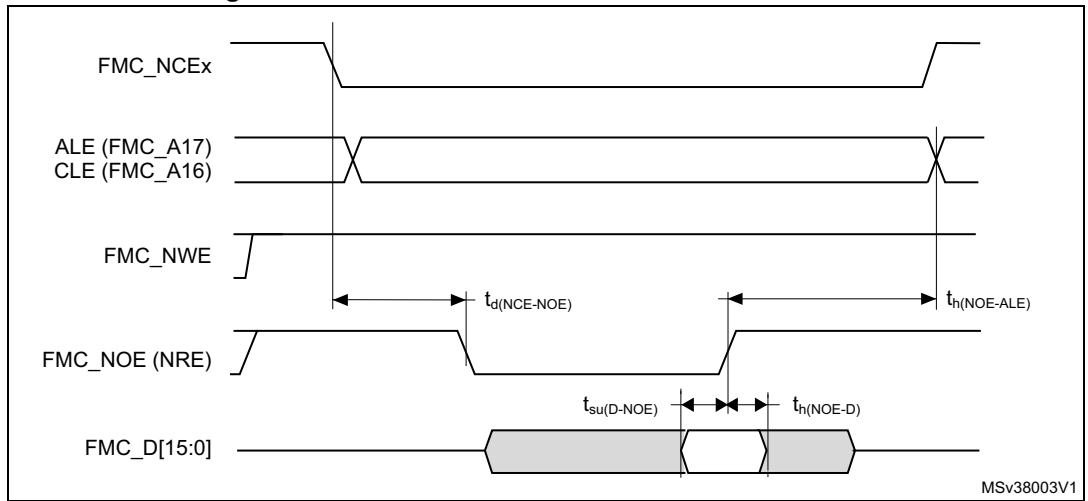 FMC_NCEx
ALE (FMC_A17)
CLE (FMC_A16)
FMC_NWE
td(NCE-NOE)
th(NOE-ALE)
FMC_NOE (NRE)
tsu(D-NOE)
th(NOE-D)
FMC_D[15:0]
MSv38003V1